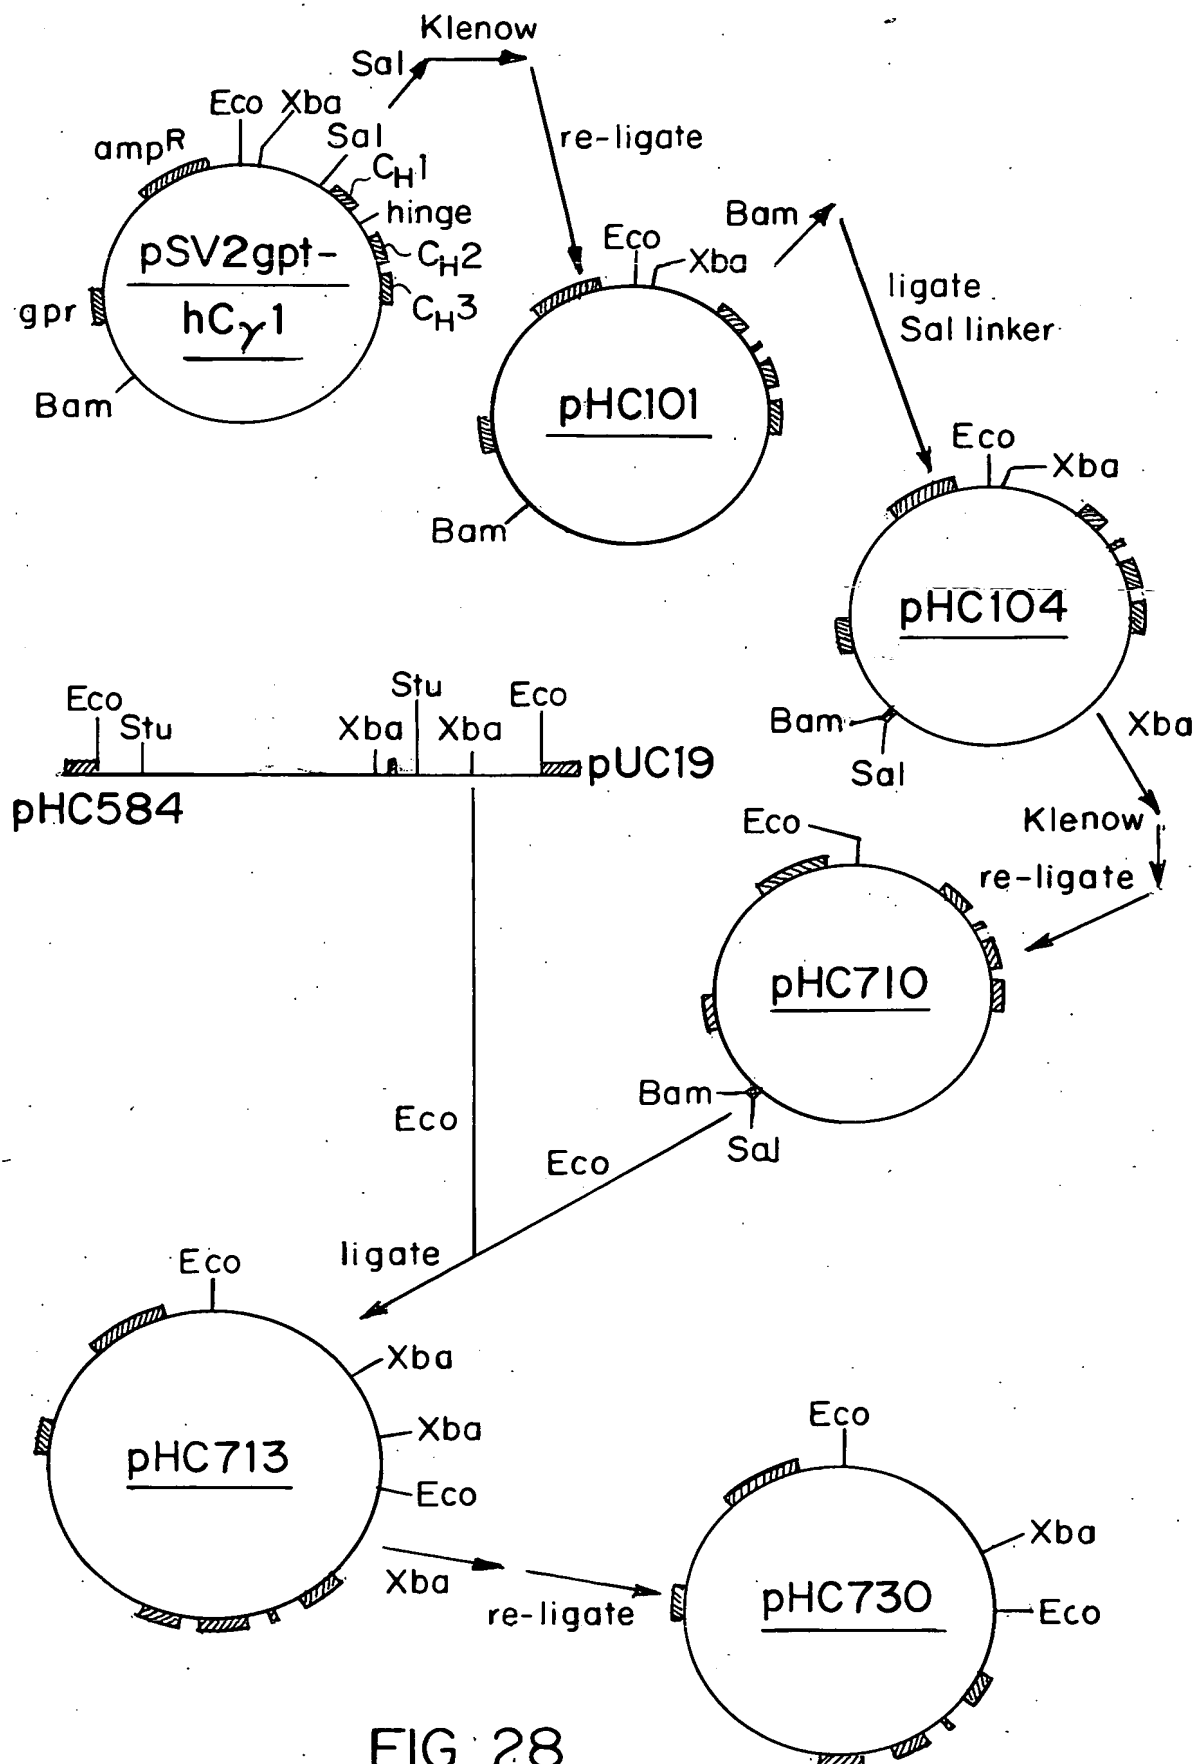 Klenow
Sal
Eco Xba
Sal
ampR
re-ligate
CH1
hinge
CH2
CH3
pSV2gpt-
hCγ1
gpr
Bam
Eco
Xba
Bam
ligate
Sal linker
pHC101
Bam
Eco
Xba
pHC104
Bam
Sal
Xba
Klenow
re-ligate
Eco
Stu
Xba
Stu
Xba
Eco
pUC19
pHC584
Eco
pHC710
Bam
Sal
Eco
Eco
ligate
Eco
Xba
Xba
Eco
pHC713
Xba
re-ligate
Eco
Xba
Eco
pHC730
FIG 28